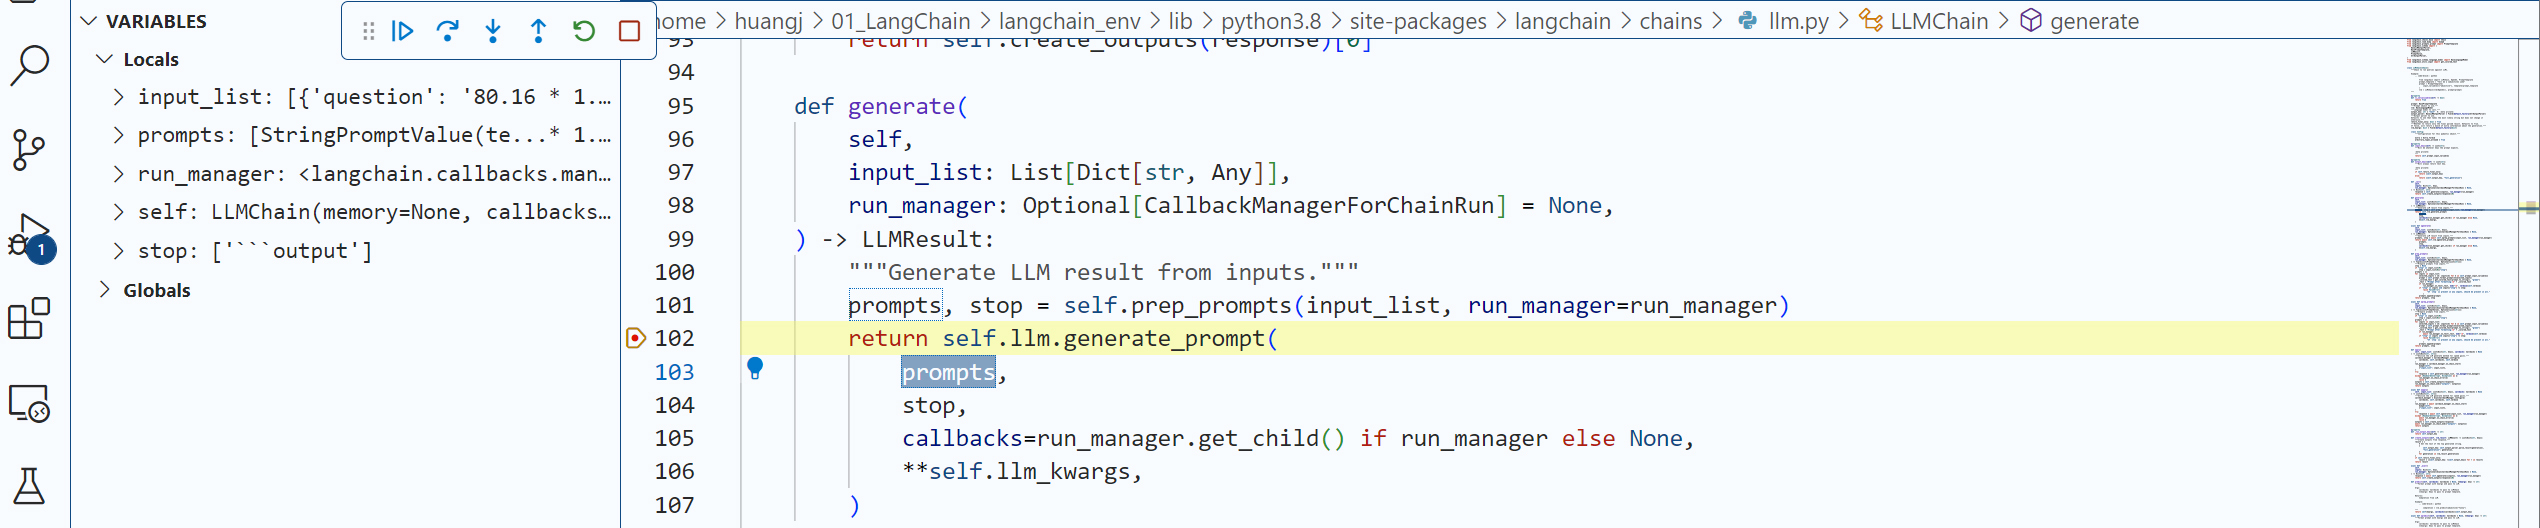 VARIABLES
Locals
input_list: [{'question': '80.16 * 1.…
prompts: [StringPromptValue(te...* 1.…
run_manager: <langchain.callbacks.man…
self: LLMChain(memory=None, callbacks…
stop: ['```output']
Globals
1
home > huangj > 01_LangChain > langchain_env > lib > python3.8 > site-packages > langchain > chains > llm.py > LLMChain > generate
93 return self.create_outputs(response)[0]
94
95 def generate(
96 self,
97 input_list: List[Dict[str, Any]],
98 run_manager: Optional[CallbackManagerForChainRun] = None,
99 ) -> LLMResult:
100 """Generate LLM result from inputs."""
101 prompts, stop = self.prep_prompts(input_list, run_manager=run_manager)
102 return self.llm.generate_prompt(
103 prompts,
104 stop,
105 callbacks=run_manager.get_child() if run_manager else None,
106 **self.llm_kwargs,
107 )